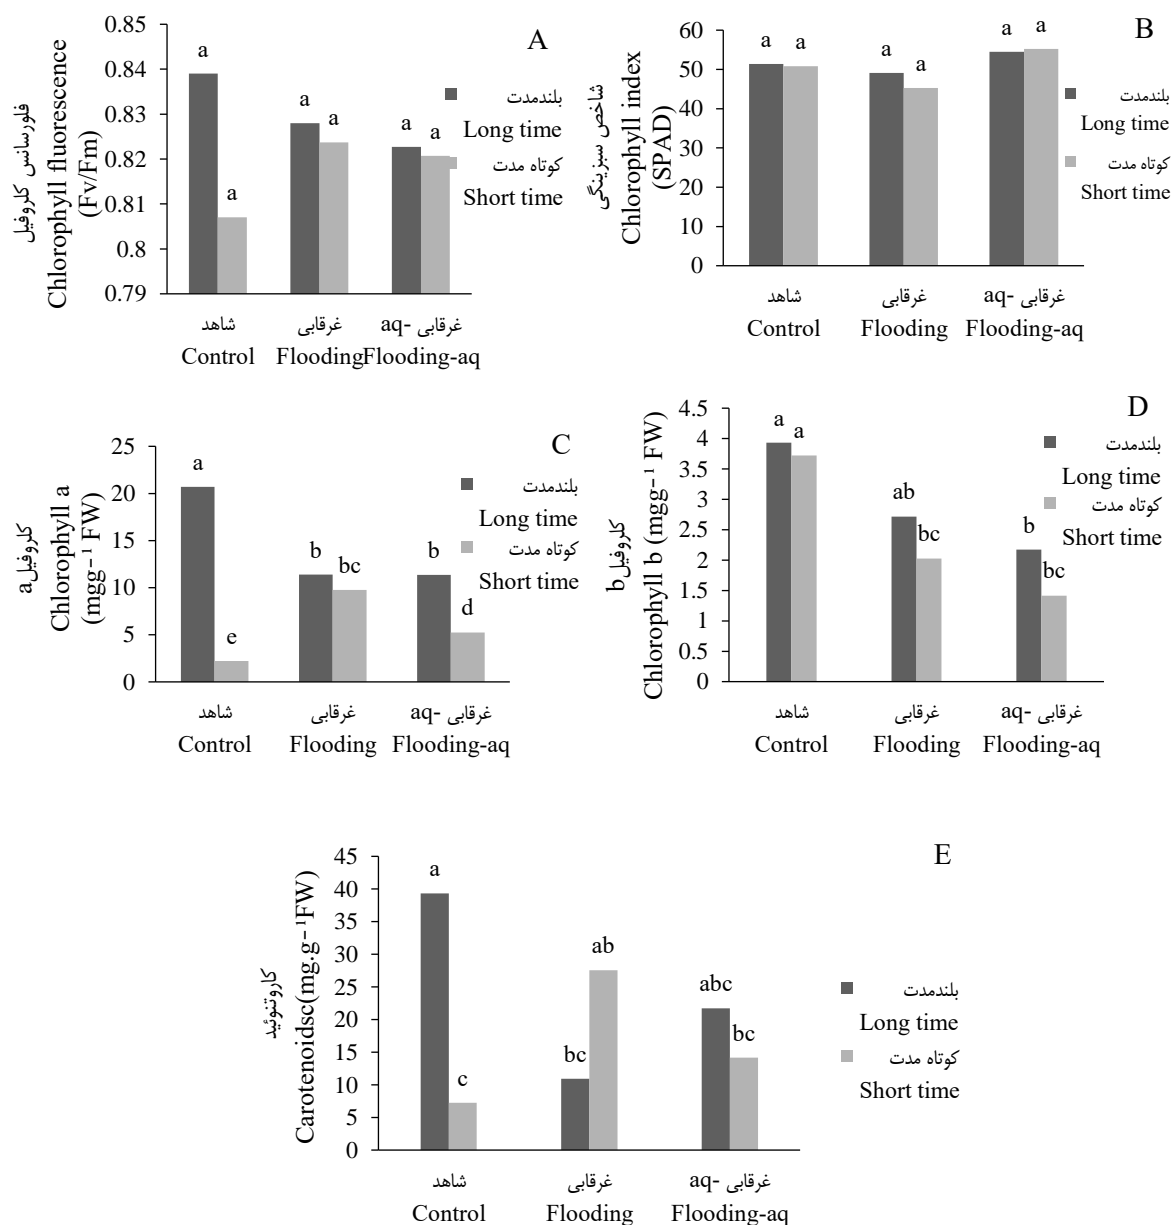 A
فلورسانس کلروفیل
Chlorophyll fluorescence
(Fv/Fm)
0.85
0.84
0.83
0.82
0.81
0.8
0.79
a
a
a
a
a
a
بلندمدت
Long time
کوتاه مدت
Short time
شاهد
Control
غرقابی
Flooding
غرقابی -aq
Flooding-aq
B
شاخص سبزینگی
Chlorophyll index
(SPAD)
60
50
40
30
20
10
0
a
a
a
a
a
a
بلندمدت
Long time
کوتاه مدت
Short time
شاهد
Control
غرقابی
Flooding
غرقابی -aq
Flooding-aq
C
کلروفیلa
Chlorophyll a
(mgg⁻¹ FW)
25
20
15
10
5
0
a
e
b
bc
b
d
بلندمدت
Long time
کوتاه مدت
Short time
شاهد
Control
غرقابی
Flooding
غرقابی -aq
Flooding-aq
D
کلروفیلb
Chlorophyll b (mgg⁻¹ FW)
4.5
4
3.5
3
2.5
2
1.5
1
0.5
0
a
a
ab
bc
b
bc
بلندمدت
Long time
کوتاه مدت
Short time
شاهد
Control
غرقابی
Flooding
غرقابی -aq
Flooding-aq
E
کاروتنوئید
Carotenoidsc(mg.g⁻¹FW)
45
40
35
30
25
20
15
10
5
0
a
c
bc
ab
abc
bc
بلندمدت
Long time
کوتاه مدت
Short time
شاهد
Control
غرقابی
Flooding
غرقابی -aq
Flooding-aq